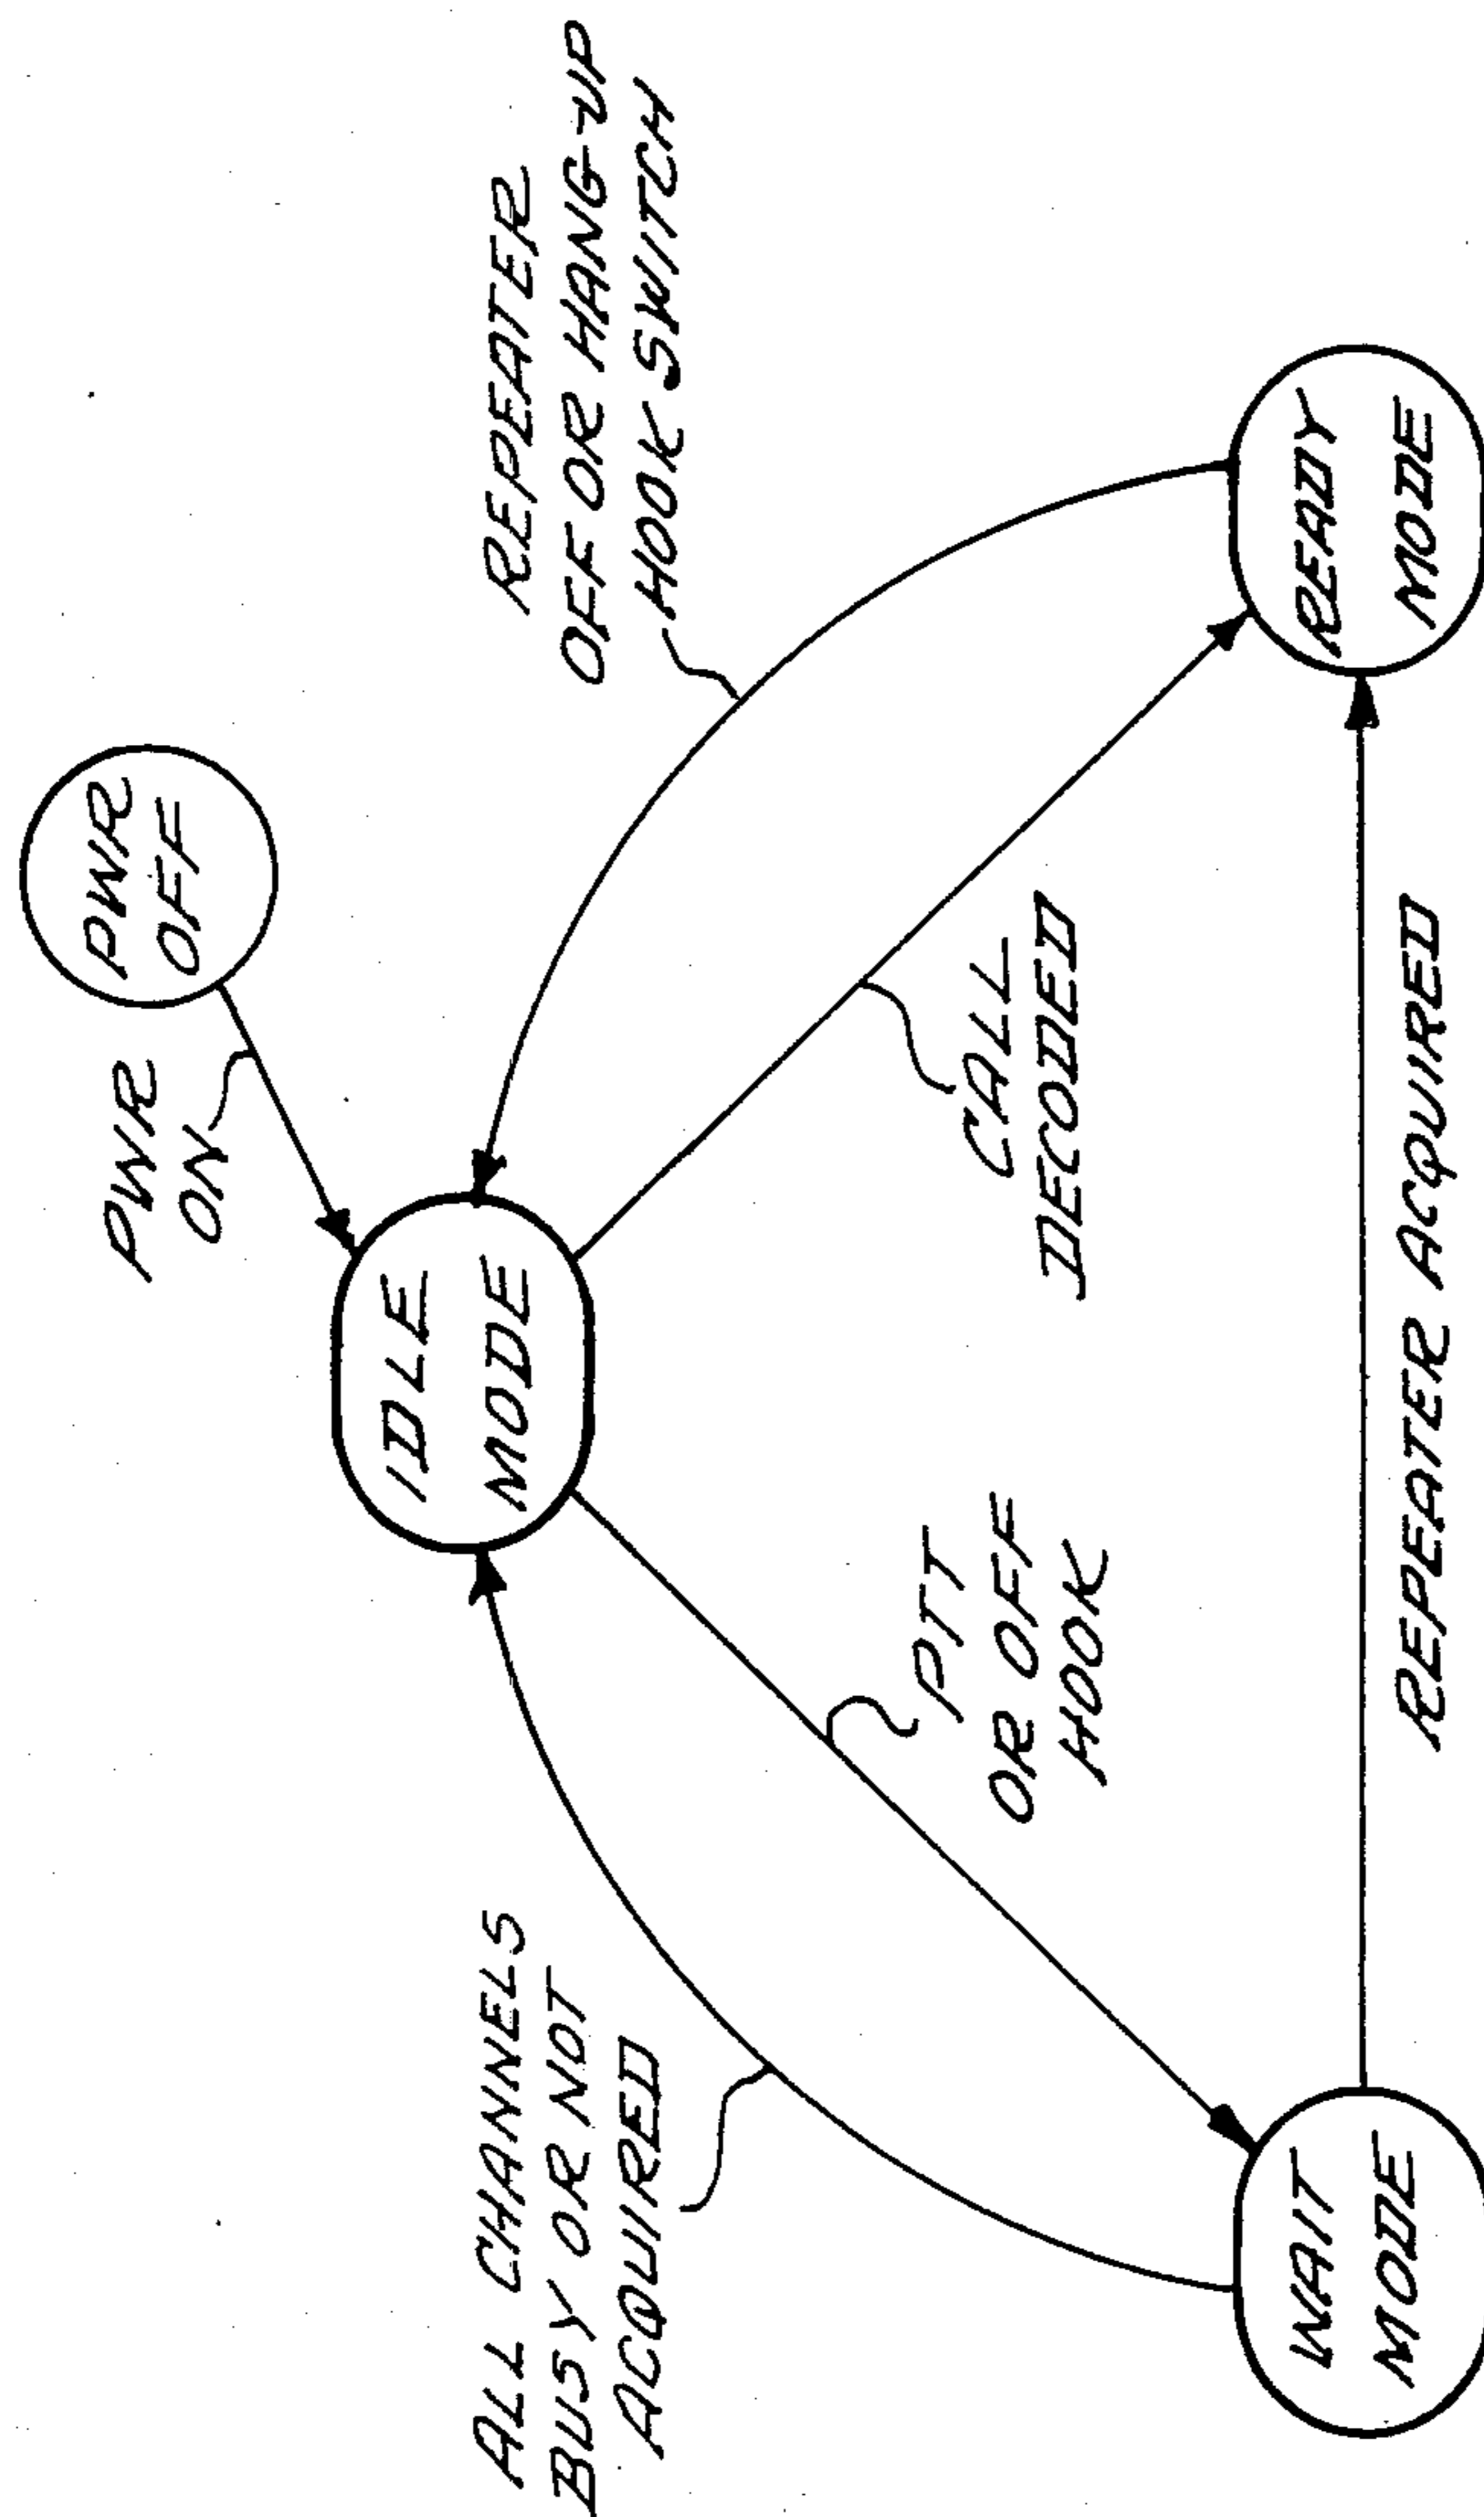 PWR
OFF
PWR
ON
IDLE
MODE
REPEATER
OFF OR HANG-UP
HOOK SWITCH
ALL CHANNELS
BUSY OR NOT
ACQUIRED
PTT
OR OFF
HOOK
CALL
DECODED
WAIT
MODE
READY
MODE
REPEATER ACQUIRED